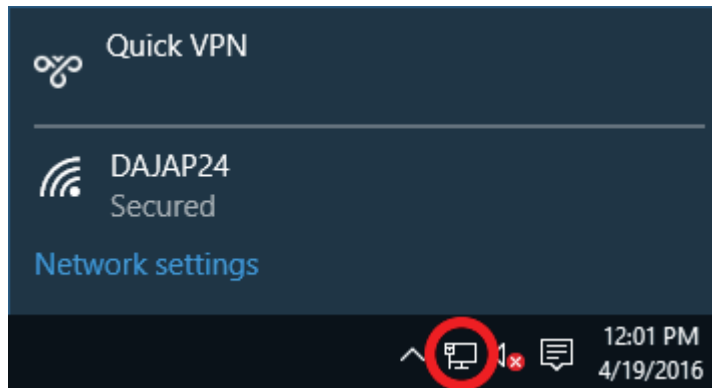 Quick VPN
DAJAP24
Secured
Network settings
12:01 PM
4/19/2016